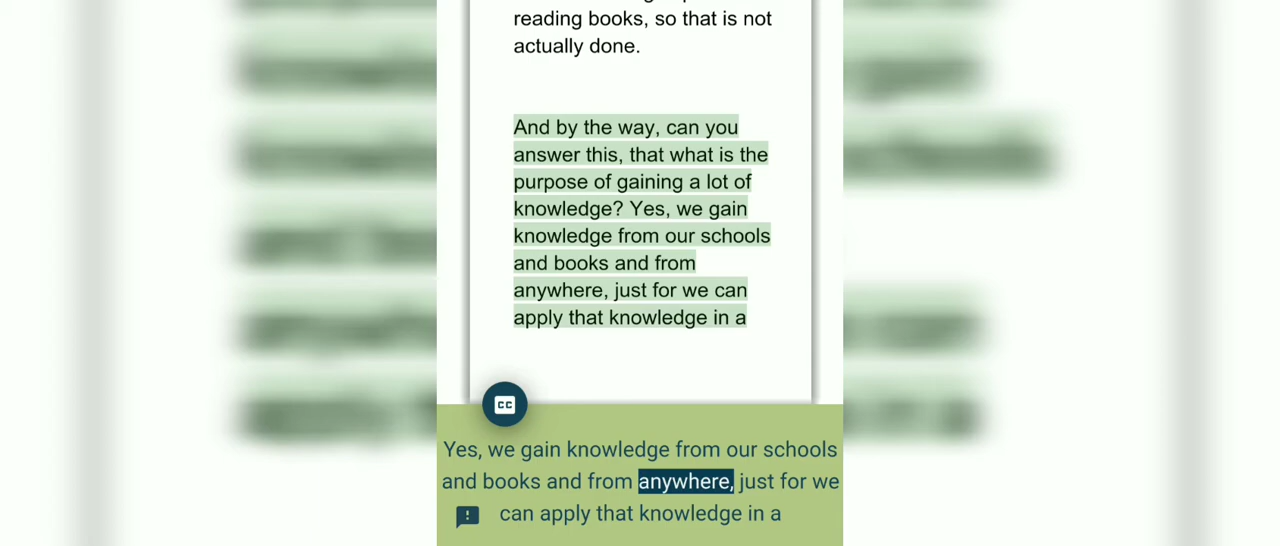 reading books, so that is not
actually done.
And by the way, can you
answer this, that what is the
purpose of gaining a lot of
knowledge? Yes, we gain
knowledge from our schools
and books and from
anywhere, just for we can
apply that knowledge in a
CC
Yes, we gain knowledge from our schools
and books and from anywhere, just for we
can apply that knowledge in a